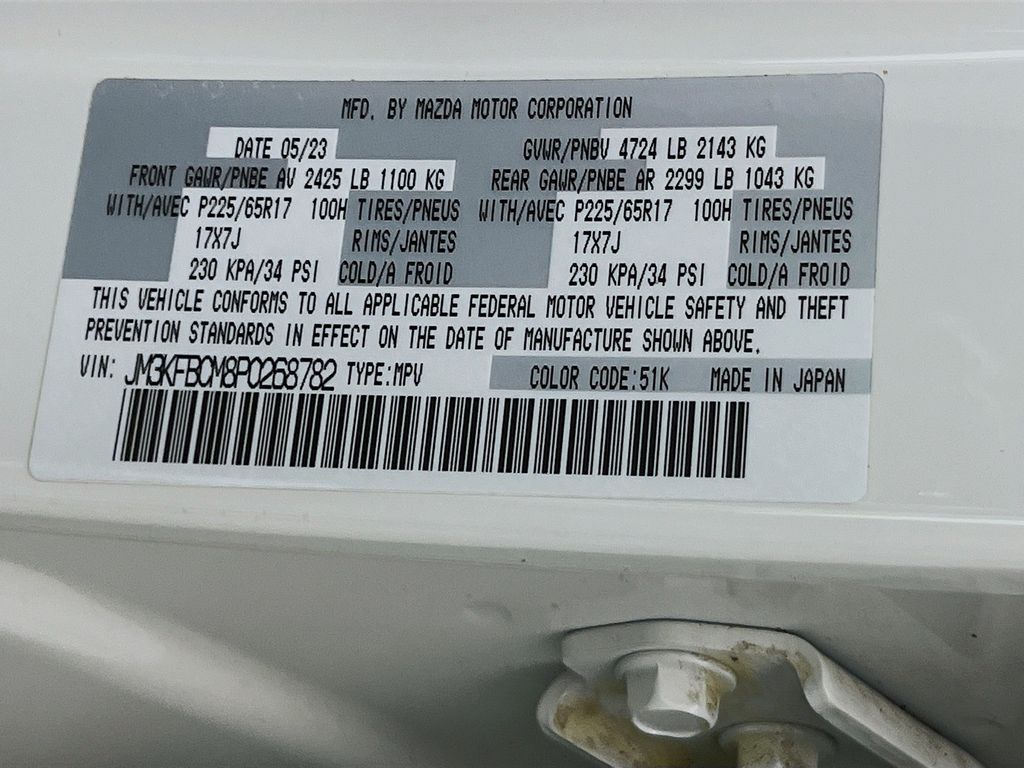 MFD. BY MAZDA MOTOR CORPORATION
DATE 05/23 GVWR/PNBV 4724 LB 2143 KG
FRONT GAWR/PNBE AV 2425 LB 1100 KG REAR GAWR/PNBE AR 2299 LB 1043 KG
WITH/AVEC P225/65R17 100H TIRES/PNEUS WITH/AVEC P225/65R17 100H TIRES/PNEUS
17X7J RIMS/JANTES 17X7J RIMS/JANTES
230 KPA/34 PSI COLD/A FROID 230 KPA/34 PSI COLD/A FROID
THIS VEHICLE CONFORMS TO ALL APPLICABLE FEDERAL MOTOR VEHICLE SAFETY AND THEFT
PREVENTION STANDARDS IN EFFECT ON THE DATE OF MANUFACTURE SHOWN ABOVE.
VIN: JM3KFBCM8P0268782 TYPE:MPV COLOR CODE:51K MADE IN JAPAN